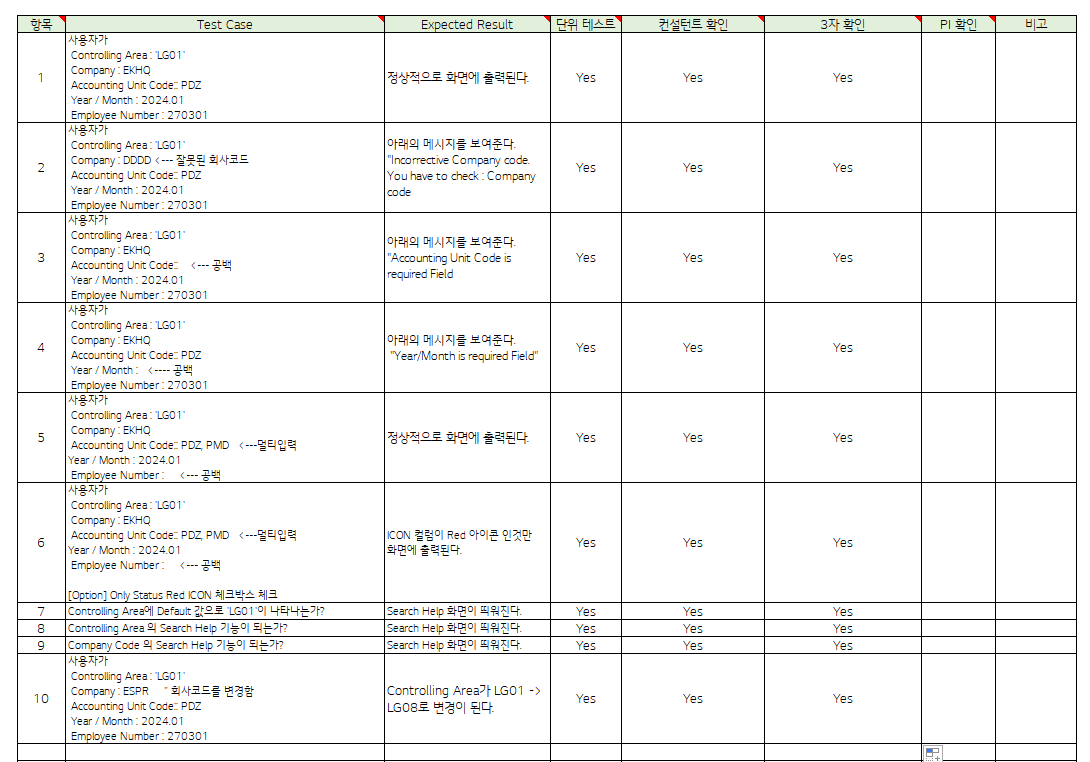 항목 Test Case Expected Result 단위 테스트 컨설턴트 확인 3자 확인 PI 확인 비고
1
사용자가
Controlling Area : 'LG01'
Company : EKHQ
Accounting Unit Code:: PDZ
Year / Month : 2024.01
Employee Number : 270301
정상적으로 화면에 출력된다.
Yes Yes Yes
2
사용자가
Controlling Area : 'LG01'
Company : DDDD <--- 잘못된 회사코드
Accounting Unit Code:: PDZ
Year / Month : 2024.01
Employee Number : 270301
아래의 메시지를 보여준다.
"Incorrective Company code.
You have to check : Company
code
Yes Yes Yes
3
사용자가
Controlling Area : 'LG01'
Company : EKHQ
Accounting Unit Code:: <--- 공백
Year / Month : 2024.01
Employee Number : 270301
아래의 메시지를 보여준다.
"Accounting Unit Code is
required Field
Yes Yes Yes
4
사용자가
Controlling Area : 'LG01'
Company : EKHQ
Accounting Unit Code:: PDZ
Year / Month : <---- 공백
Employee Number : 270301
아래의 메시지를 보여준다.
"Year/Month is required Field"
Yes Yes Yes
5
사용자가
Controlling Area : 'LG01'
Company : EKHQ
Accounting Unit Code:: PDZ, PMD <---멀티입력
Year / Month : 2024.01
Employee Number : <--- 공백
정상적으로 화면에 출력된다.
Yes Yes Yes
6
사용자가
Controlling Area : 'LG01'
Company : EKHQ
Accounting Unit Code:: PDZ, PMD <---멀티입력
Year / Month : 2024.01
Employee Number : <--- 공백
[Option] Only Status Red ICON 체크박스 체크
ICON 컬럼이 Red 아이콘 인것만
화면에 출력된다.
Yes Yes Yes
7 Controlling Area에 Default 값으로 'LG01'이 나타나는가? Search Help 화면이 띄워진다. Yes Yes Yes
8 Controlling Area 의 Search Help 기능이 되는가? Search Help 화면이 띄워진다. Yes Yes Yes
9 Company Code 의 Search Help 기능이 되는가? Search Help 화면이 띄워진다. Yes Yes Yes
10
사용자가
Controlling Area : 'LG01'
Company : ESPR " 회사코드를 변경함
Accounting Unit Code:: PDZ
Year / Month : 2024.01
Employee Number : 270301
Controlling Area가 LG01 ->
LG08로 변경이 된다.
Yes Yes Yes